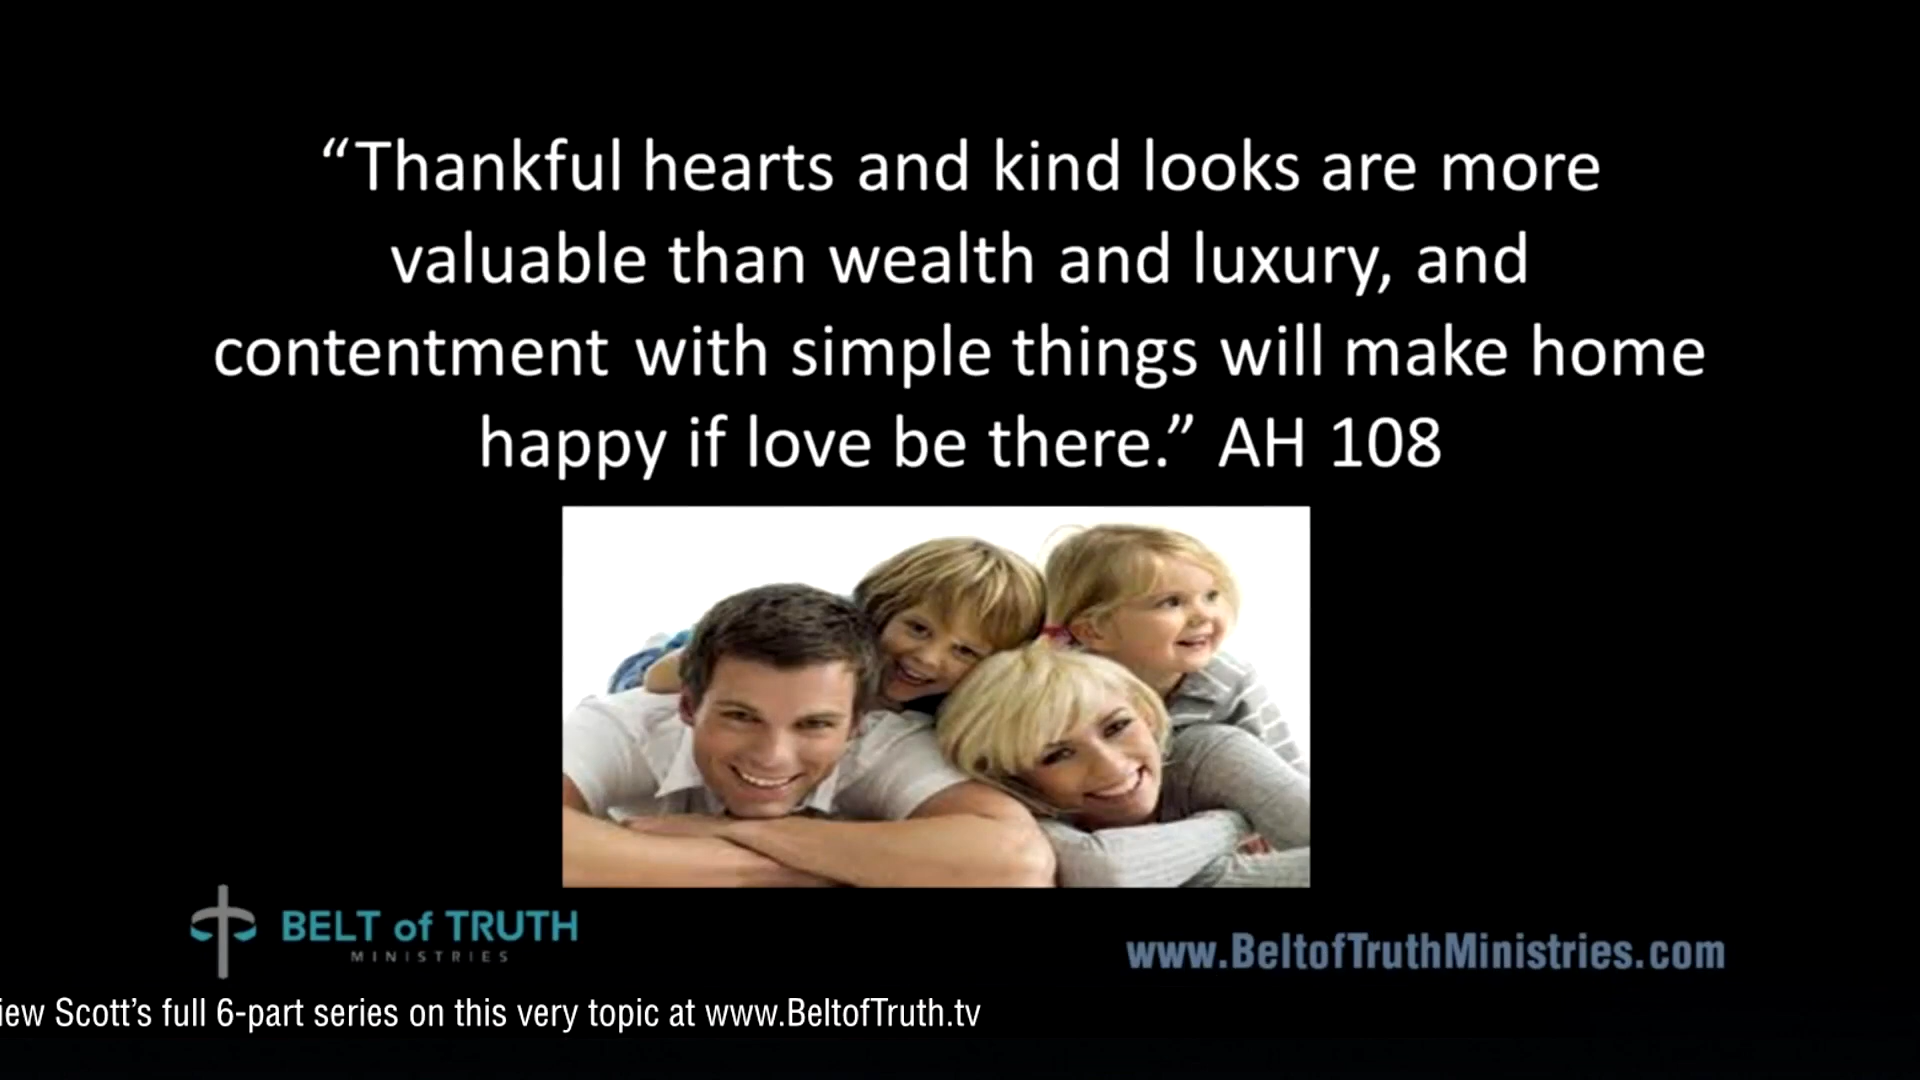 “Thankful hearts and kind looks are more
valuable than wealth and luxury, and
contentment with simple things will make home
happy if love be there.” AH 108
BELT of TRUTH
MINISTRIES
www.BeltofTruthMinistries.com
Scott’s full 6-part series on this very topic at www.BeltofTruth.tv